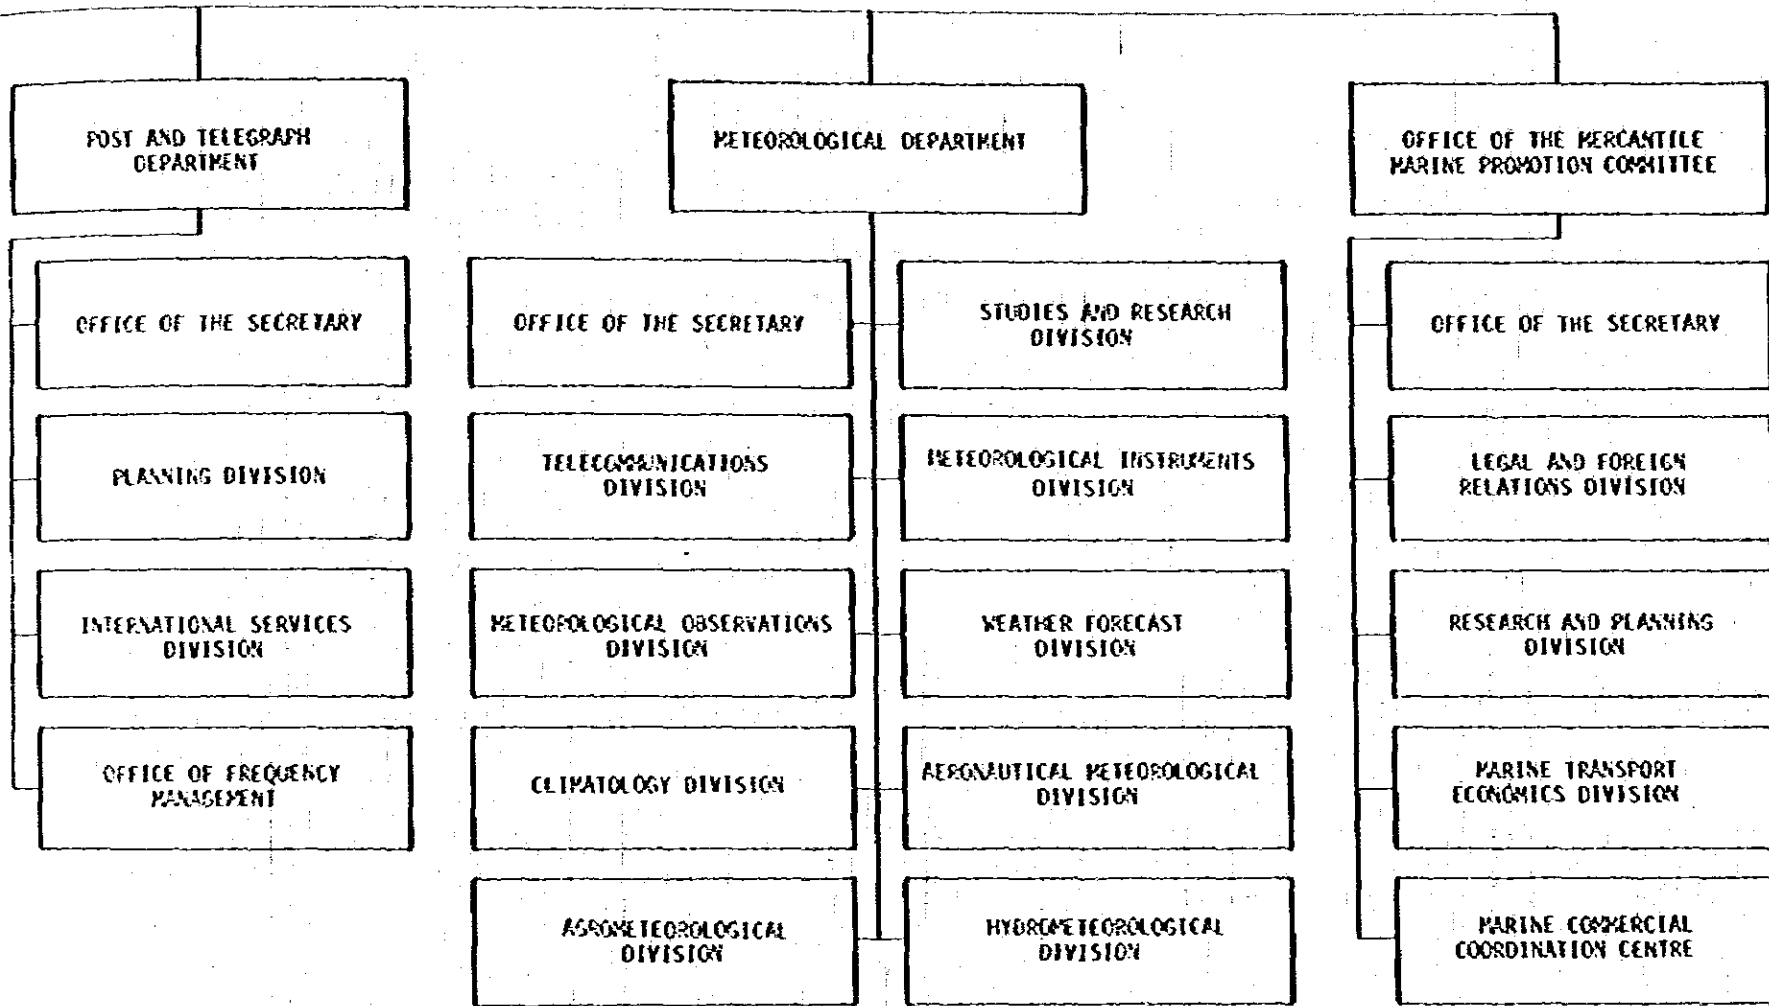 POST AND TELEGRAPH
DEPARTMENT
METEOROLOGICAL DEPARTMENT
OFFICE OF THE MERCANTILE
MARINE PROMOTION COMMITTEE
OFFICE OF THE SECRETARY
PLANNING DIVISION
INTERNATIONAL SERVICES
DIVISION
OFFICE OF FREQUENCY
MANAGEMENT
OFFICE OF THE SECRETARY
TELECOMMUNICATIONS
DIVISION
METEOROLOGICAL OBSERVATIONS
DIVISION
CLIMATOLOGY DIVISION
AGROMETEOROLOGICAL
DIVISION
STUDIES AND RESEARCH
DIVISION
METEOROLOGICAL INSTRUMENTS
DIVISION
WEATHER FORECAST
DIVISION
AERONAUTICAL METEOROLOGICAL
DIVISION
HYDROMETEOROLOGICAL
DIVISION
OFFICE OF THE SECRETARY
LEGAL AND FOREIGN
RELATIONS DIVISION
RESEARCH AND PLANNING
DIVISION
MARINE TRANSPORT
ECONOMICS DIVISION
MARINE COMMERCIAL
COORDINATION CENTRE